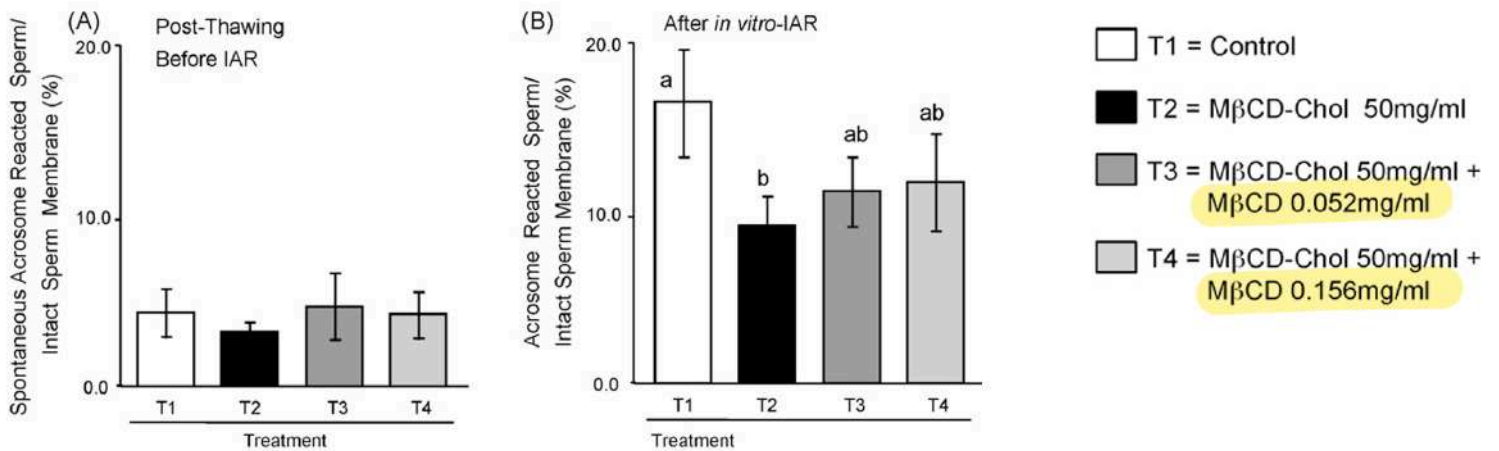 (A)
Post-Thawing
Before IAR
Spontaneous Acrosome Reacted Sperm/
Intact Sperm Membrane (%)
20.0
10.0
0.0
T1 T2 T3 T4
Treatment
(B)
After in vitro-IAR
Acrosome Reacted Sperm/
Intact Sperm Membrane (%)
20.0
10.0
0.0
a
b
ab
ab
T1 T2 T3 T4
Treatment
T1 = Control
T2 = MβCD-Chol 50mg/ml
T3 = MβCD-Chol 50mg/ml +
MβCD 0.052mg/ml
T4 = MβCD-Chol 50mg/ml +
MβCD 0.156mg/ml